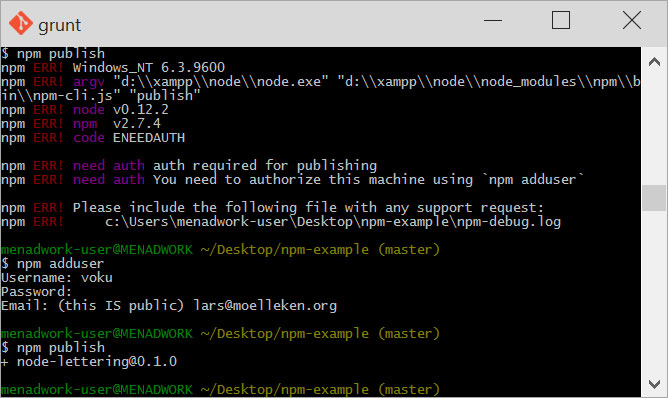 grunt
$ npm publish
npm ERR! Windows_NT 6.3.9600
npm ERR! argv "d:\\xampp\\node\\node.exe" "d:\\xampp\\node\\node_modules\\npm\\b
in\\npm-cli.js" "publish"
npm ERR! node v0.12.2
npm ERR! npm  v2.7.4
npm ERR! code ENEEDAUTH
npm ERR! need auth auth required for publishing
npm ERR! need auth You need to authorize this machine using `npm adduser`
npm ERR! Please include the following file with any support request:
npm ERR!     c:\Users\menadwork-user\Desktop\npm-example\npm-debug.log
menadwork-user@MENADWORK ~/Desktop/npm-example (master)
$ npm adduser
Username: voku
Password:
Email: (this IS public) lars@moelleken.org
menadwork-user@MENADWORK ~/Desktop/npm-example (master)
$ npm publish
+ node-lettering@0.1.0
menadwork-user@MENADWORK ~/Desktop/npm-example (master)